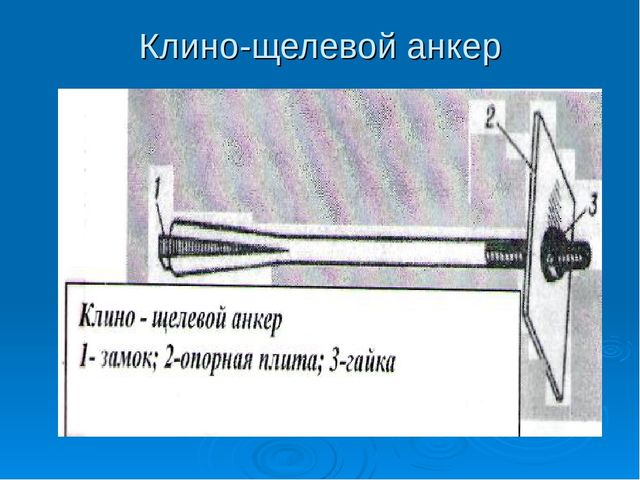 Клино-щелевой анкер
2
1
3
Клино - щелевой анкер
1- замок; 2-опорная плита; 3-гайка